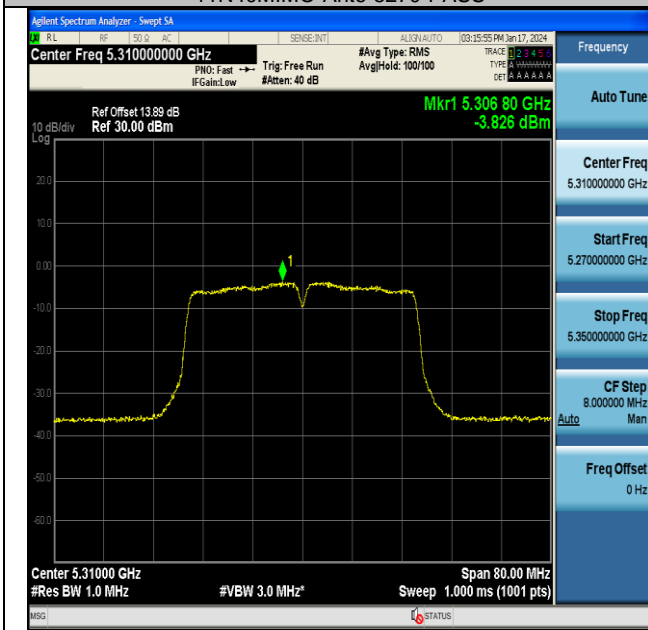 Agilent Spectrum Analyzer - Swept SA
RL RF 50 Ω AC SENSE:INT ALIGN AUTO 03:15:55 PM Jan 17, 2024
Center Freq 5.310000000 GHz
PNO: Fast
IFGain:Low
Trig: Free Run
#Atten: 40 dB
#Avg Type: RMS
Avg|Hold: 100/100
TRACE 1 2 3 4 5 6
TYPE A
DET A A A A A A
Frequency
Mkr1 5.306 80 GHz
-3.826 dBm
Ref Offset 13.89 dB
10 dB/div Ref 30.00 dBm
Log
20.0
10.0
0.00
-10.0
-20.0
-30.0
-40.0
-50.0
-60.0
1
Center 5.31000 GHz Span 80.00 MHz
#Res BW 1.0 MHz #VBW 3.0 MHz* Sweep 1.000 ms (1001 pts)
Auto Tune
Center Freq
5.310000000 GHz
Start Freq
5.270000000 GHz
Stop Freq
5.350000000 GHz
CF Step
8.000000 MHz
Auto Man
Freq Offset
0 Hz
MSG STATUS